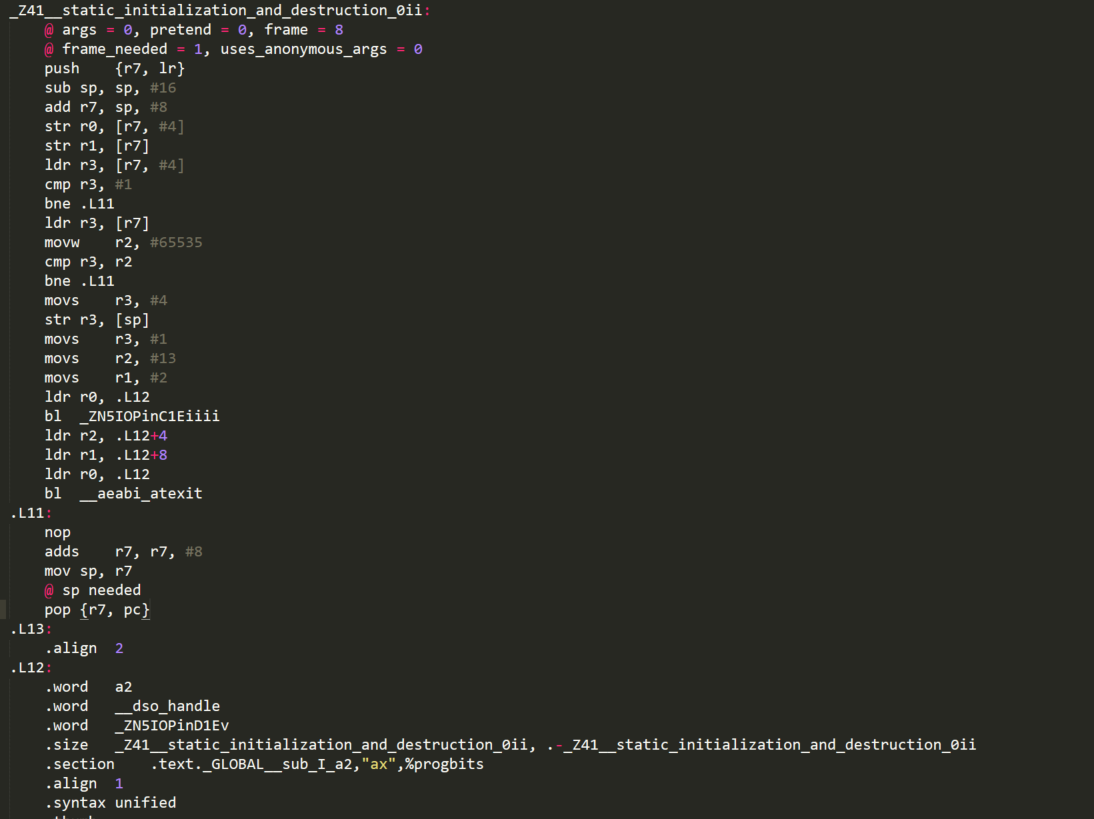 _Z41__static_initialization_and_destruction_0ii:
@ args = 0, pretend = 0, frame = 8
@ frame_needed = 1, uses_anonymous_args = 0
push {r7, lr}
sub sp, sp, #16
add r7, sp, #8
str r0, [r7, #4]
str r1, [r7]
ldr r3, [r7, #4]
cmp r3, #1
bne .L11
ldr r3, [r7]
movw r2, #65535
cmp r3, r2
bne .L11
movs r3, #4
str r3, [sp]
movs r3, #1
movs r2, #13
movs r1, #2
ldr r0, .L12
bl _ZN5IOPinC1Eiiii
ldr r2, .L12+4
ldr r1, .L12+8
ldr r0, .L12
bl __aeabi_atexit
.L11:
nop
adds r7, r7, #8
mov sp, r7
@ sp needed
pop {r7, pc}
.L13:
.align 2
.L12:
.word a2
.word __dso_handle
.word _ZN5IOPinD1Ev
.size _Z41__static_initialization_and_destruction_0ii, .-_Z41__static_initialization_and_destruction_0ii
.section .text._GLOBAL__sub_I_a2,"ax",%progbits
.align 1
.syntax unified